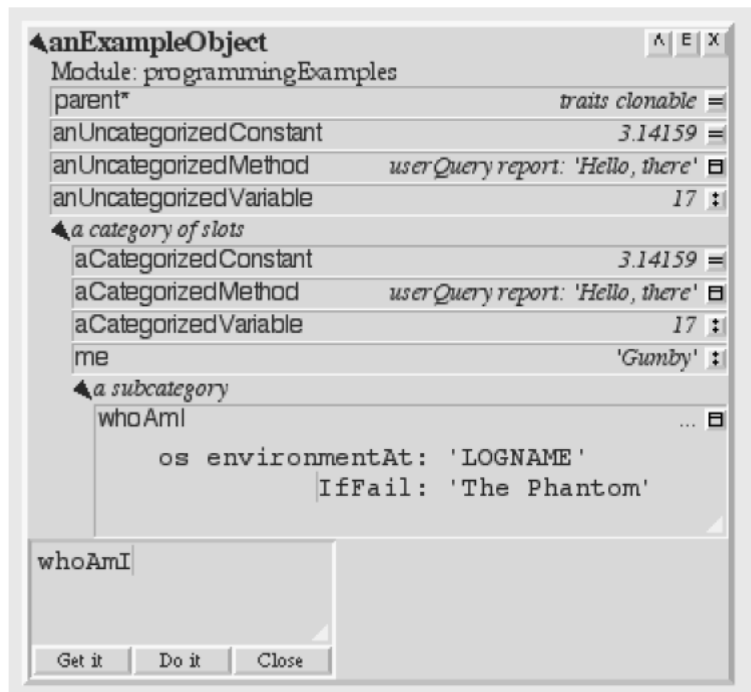 anExampleObject Λ E X
Module: programmingExamples
parent* traits clonable =
anUncategorizedConstant 3.14159 =
anUncategorizedMethod userQuery report: 'Hello, there'
anUncategorizedVariable 17
a category of slots
aCategorizedConstant 3.14159 =
aCategorizedMethod userQuery report: 'Hello, there'
aCategorizedVariable 17
me 'Gumby'
a subcategory
whoAmI ...
os environmentAt: 'LOGNAME'
IfFail: 'The Phantom'
whoAmI
Get it Do it Close